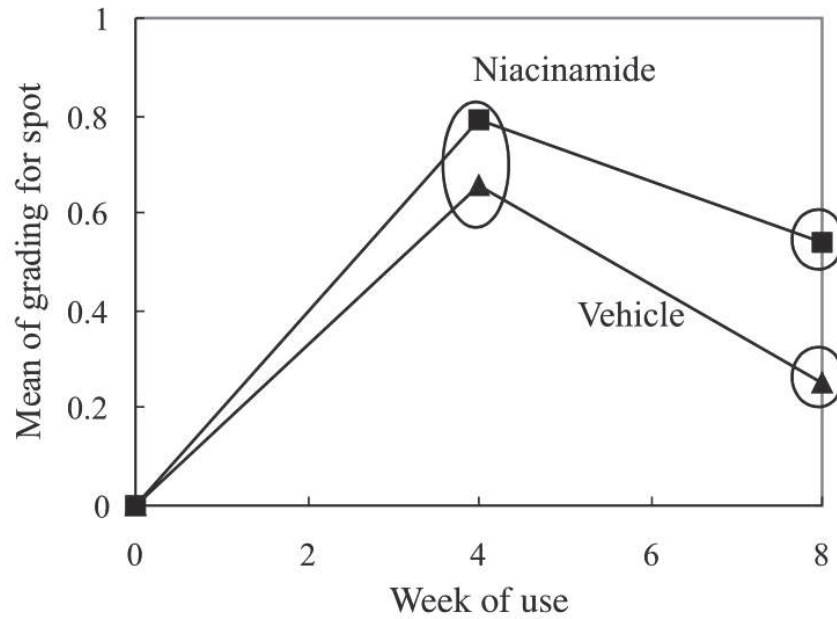 1
Niacinamide
0.8
0.6
0.4
Vehicle
0.2
0
0 2 4 6 8
Mean of grading for spot
Week of use